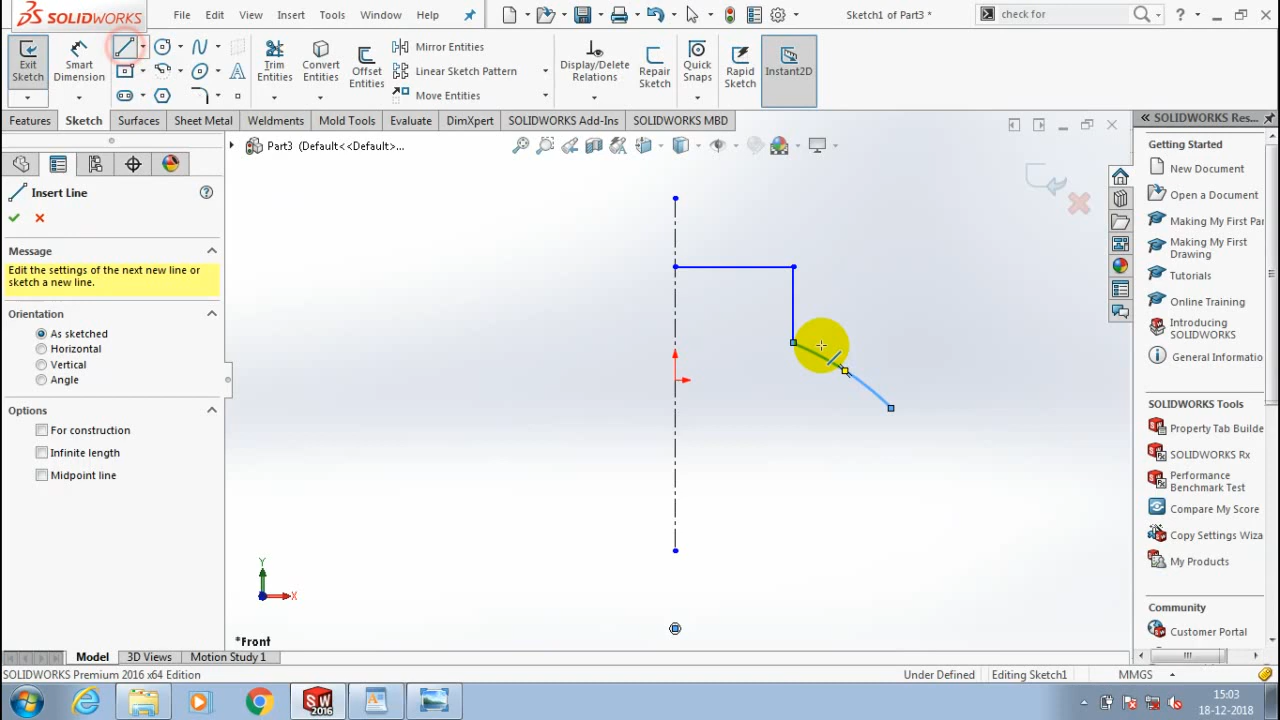 SOLIDWORKS File Edit View Insert Tools Window Help Sketch1 of Part3 * check for ?
Exit Sketch
Smart Dimension
Trim Entities
Convert Entities
Offset Entities
Mirror Entities
Linear Sketch Pattern
Move Entities
Display/Delete Relations
Repair Sketch
Quick Snaps
Rapid Sketch
Instant2D
Features Sketch Surfaces Sheet Metal Weldments Mold Tools Evaluate DimXpert SOLIDWORKS Add-Ins SOLIDWORKS MBD
Part3 (Default<<Default>...
Insert Line
Message
Edit the settings of the next new line or
sketch a new line.
Orientation
As sketched
Horizontal
Vertical
Angle
Options
For construction
Infinite length
Midpoint line
Y
X
*Front
SOLIDWORKS Res...
Getting Started
New Document
Open a Document
Making My First Pa
Making My First
Drawing
Tutorials
Online Training
Introducing
SOLIDWORKS
General Informatio
SOLIDWORKS Tools
Property Tab Builde
SOLIDWORKS Rx
Performance
Benchmark Test
Compare My Score
Copy Settings Wiza
My Products
Community
Customer Portal
Model 3D Views Motion Study 1
SOLIDWORKS Premium 2016 x64 Edition Under Defined Editing Sketch1 MMGS
SW
2016
15:03
18-12-2018